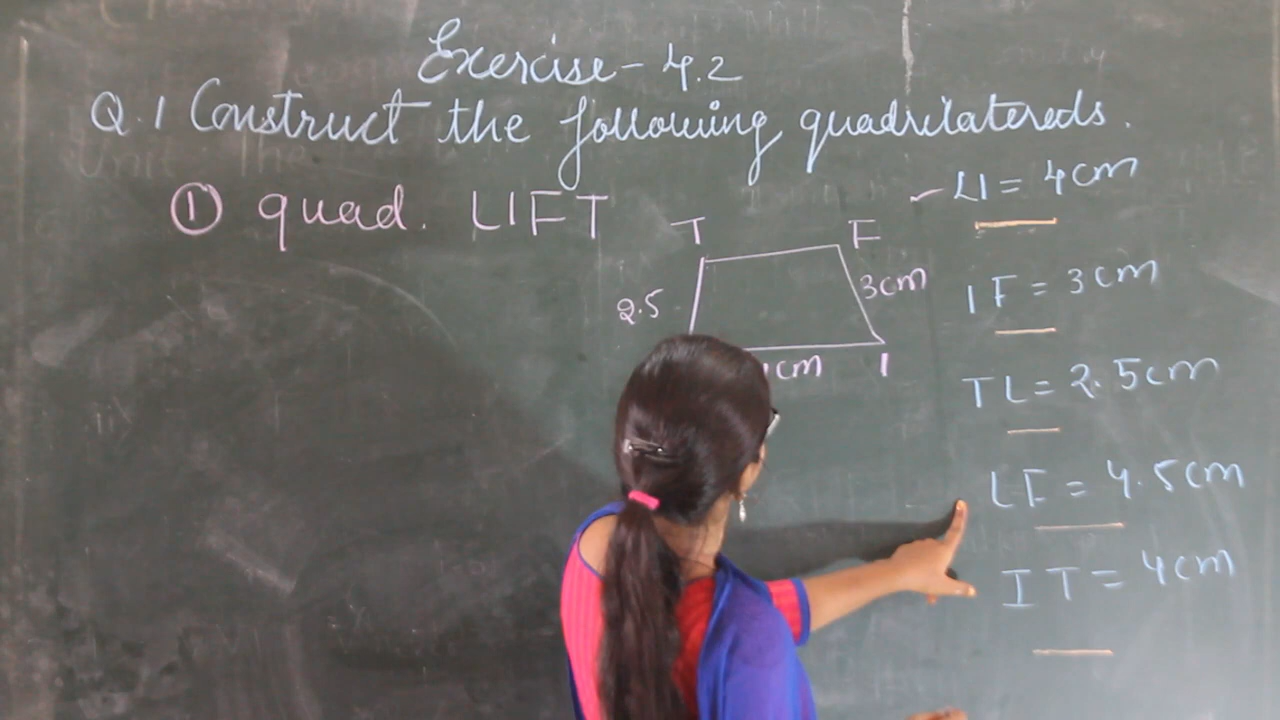 Exercise - 4.2
Q.1 Construct the following quadrilaterals.
① quad. LIFT
T F
2.5 3cm
cm I
LI = 4cm
IF = 3cm
TL = 2.5cm
LF = 4.5cm
IT = 4cm